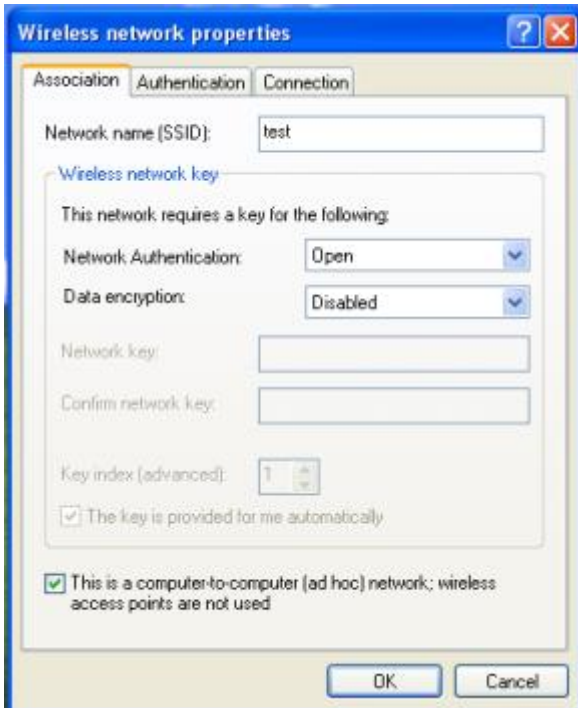 Wireless network properties
Association Authentication Connection
Network name (SSID): test
Wireless network key
This network requires a key for the following:
Network Authentication: Open
Data encryption: Disabled
Network key:
Confirm network key:
Key index (advanced): 1
The key is provided for me automatically
This is a computer-to-computer (ad hoc) network; wireless
access points are not used
OK Cancel